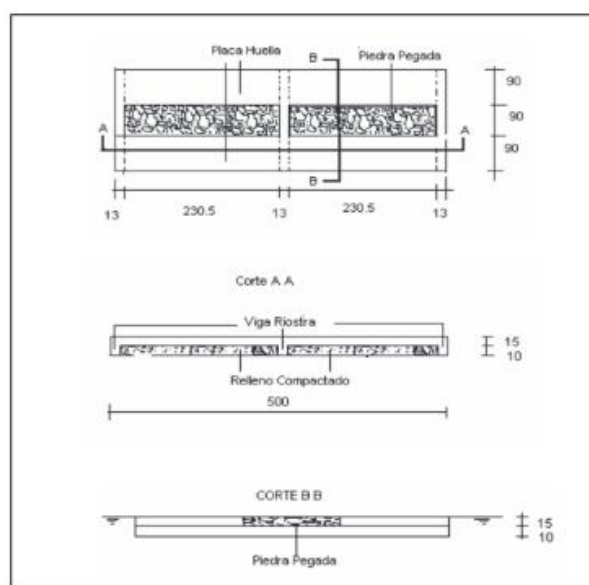 Placa Huella
B
Piedra Pegada
90
A
A
90
90
B
13
230.5
13
230.5
13
Corte A A
Viga Riostra
15
10
Relleno Compactado
500
CORTE B B
15
10
Piedra Pegada